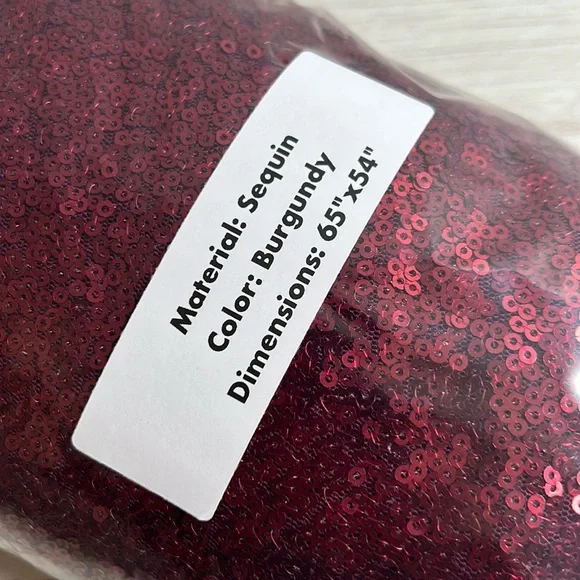 Material: Sequin
Color: Burgundy
Dimensions: 65"x54"